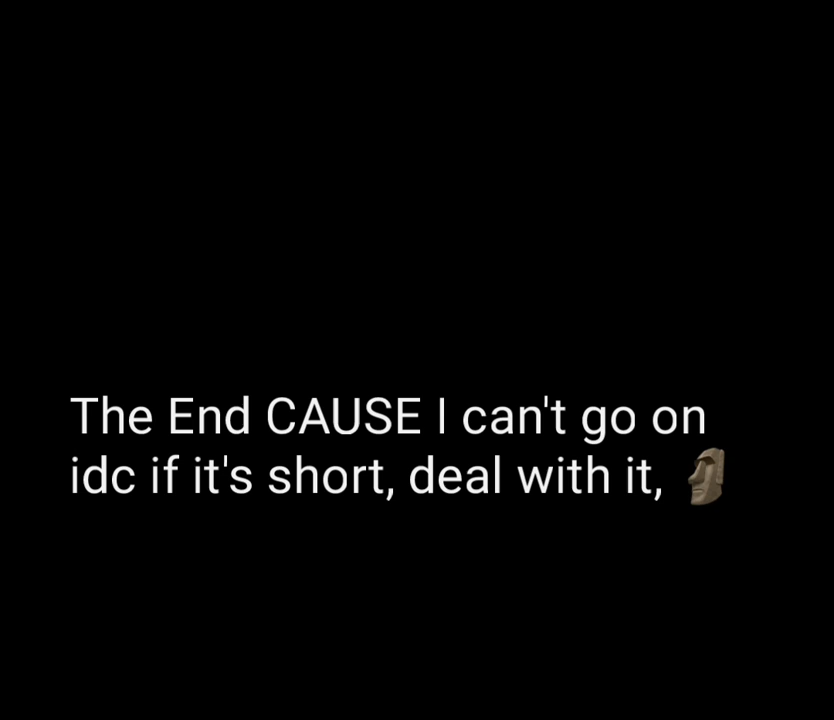 The End CAUSE I can't go on
idc if it's short, deal with it, 🗿